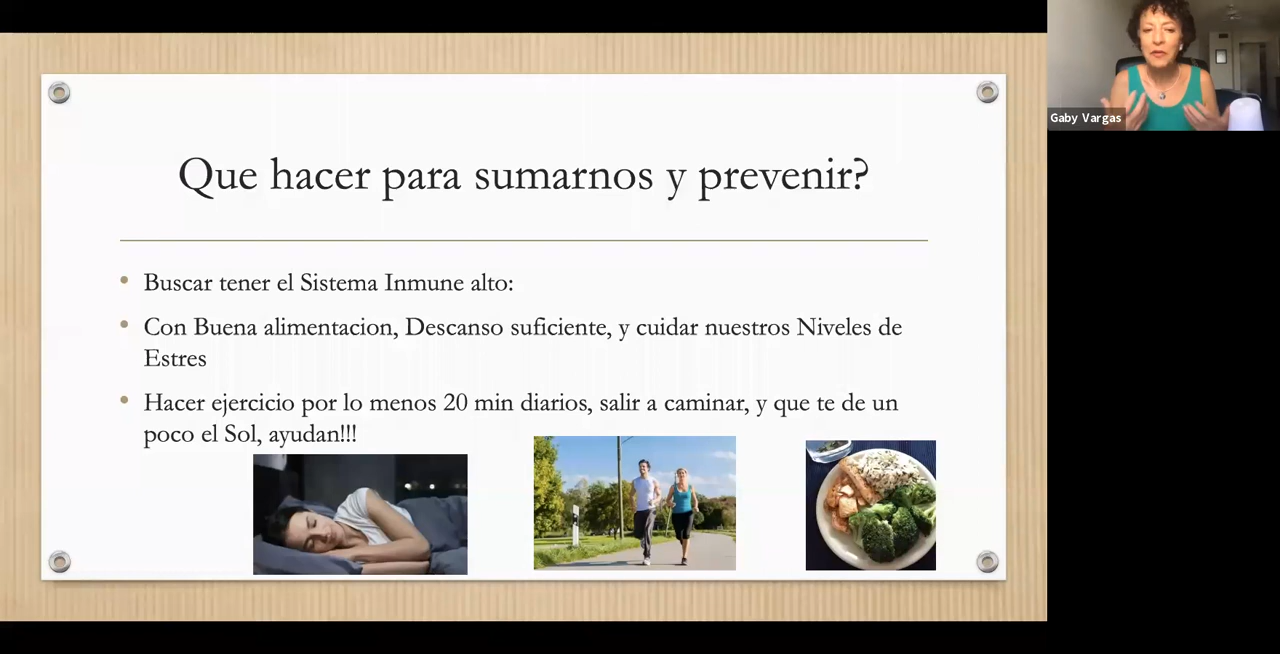 Que hacer para sumarnos y prevenir?
• Buscar tener el Sistema Inmune alto:
• Con Buena alimentacion, Descanso suficiente, y cuidar nuestros Niveles de
Estres
• Hacer ejercicio por lo menos 20 min diarios, salir a caminar, y que te de un
poco el Sol, ayudan!!!
Gaby Vargas